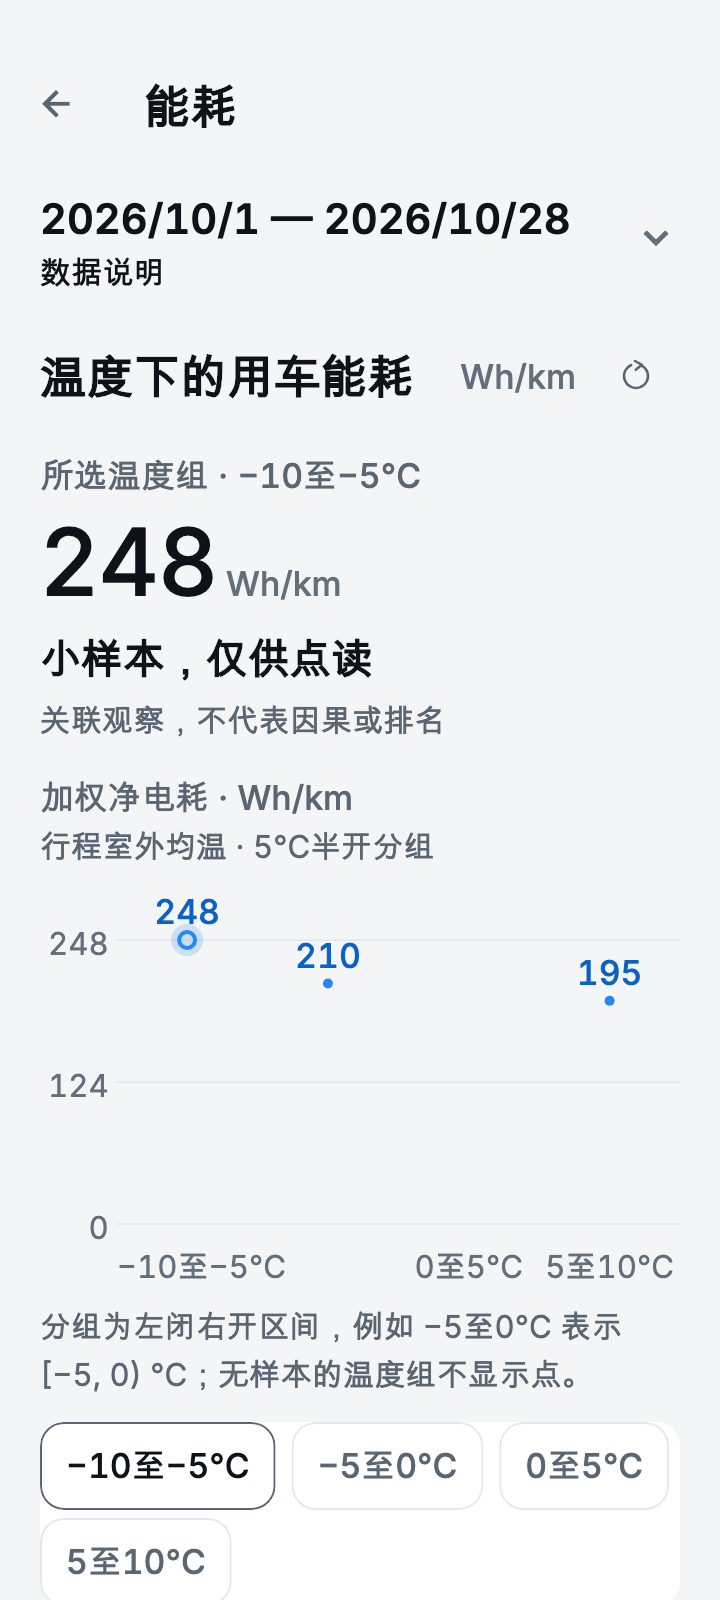 能耗
2026/10/1 — 2026/10/28
数据说明
温度下的用车能耗 Wh/km
所选温度组 · −10至−5°C
248 Wh/km
小样本，仅供点读
关联观察，不代表因果或排名
加权净电耗 · Wh/km
行程室外均温 · 5°C半开分组
248
210
195
248
124
0
−10至−5°C 0至5°C 5至10°C
分组为左闭右开区间，例如 −5至0°C 表示
[−5, 0) °C；无样本的温度组不显示点。
−10至−5°C −5至0°C 0至5°C
5至10°C